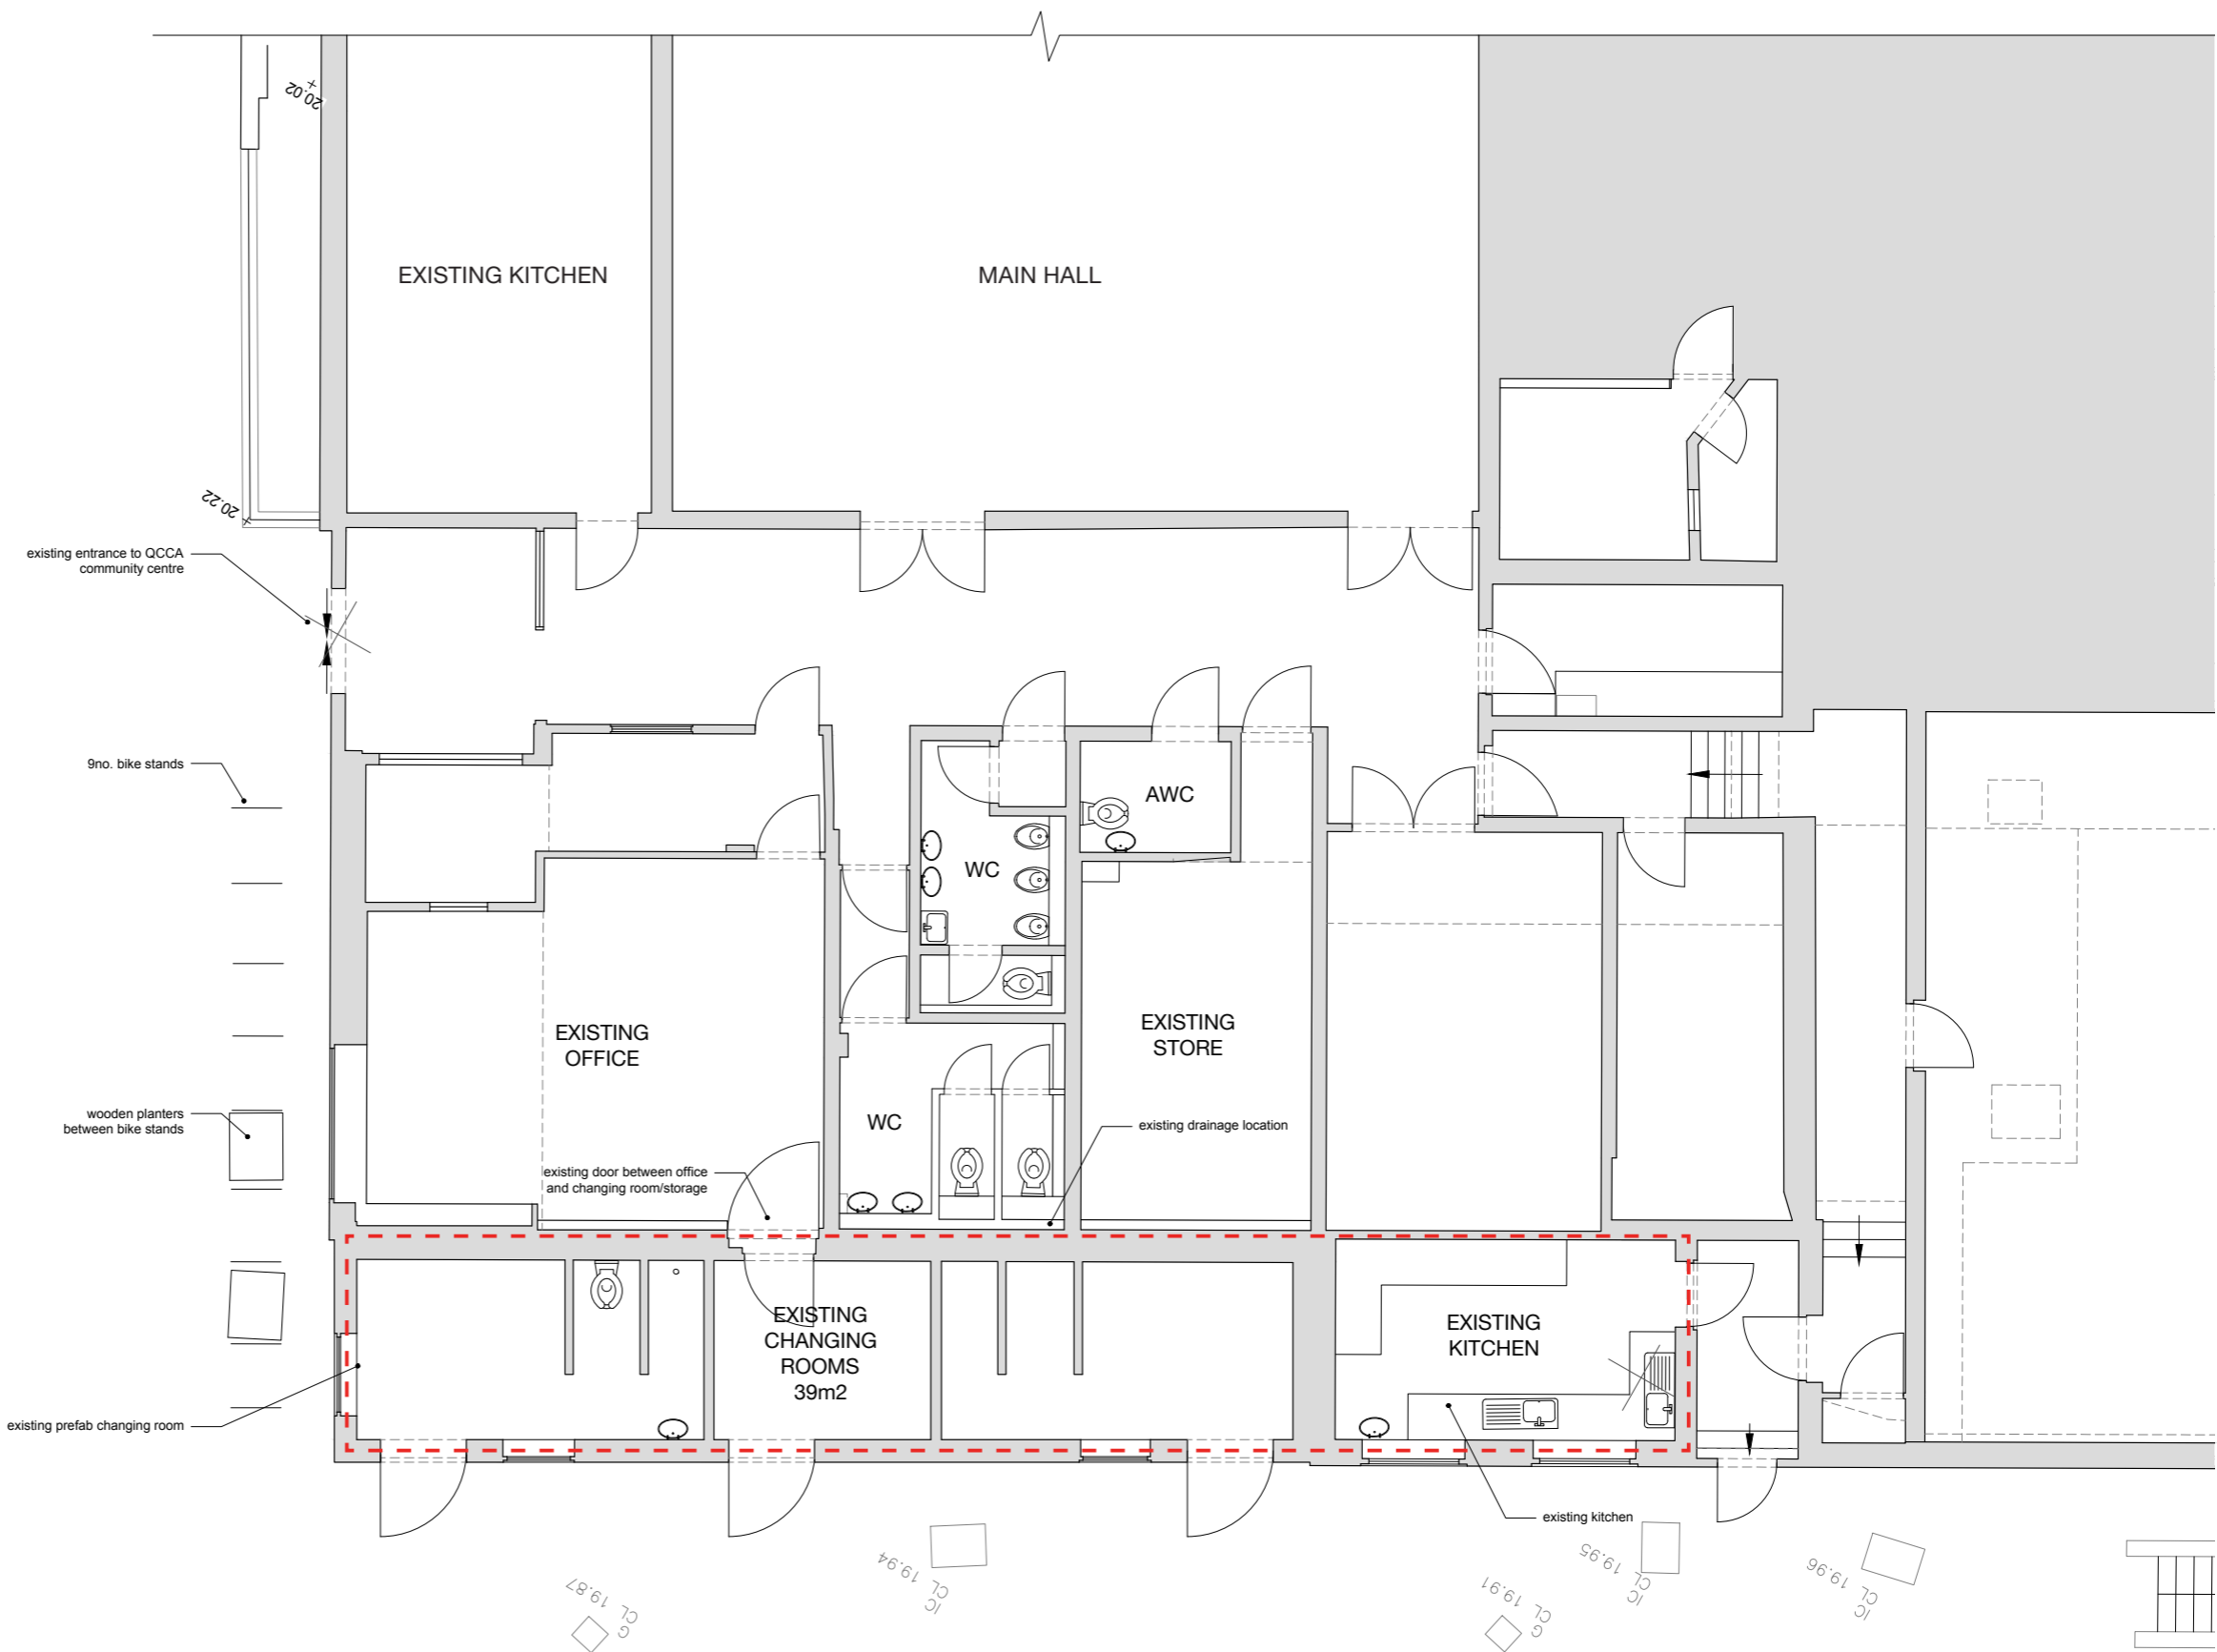 20.02
EXISTING KITCHEN
MAIN HALL
20.22
existing entrance to QCCA
community centre
9no. bike stands
AWC
WC
EXISTING
OFFICE
EXISTING
STORE
wooden planters
between bike stands
WC
existing drainage location
existing door between office
and changing room/storage
EXISTING
CHANGING
ROOMS
39m2
EXISTING
KITCHEN
existing prefab changing room
existing kitchen
IC
CL 19.94
IC
CL 19.95
IC
CL 19.96
G
CL 19.87
G
CL 19.91